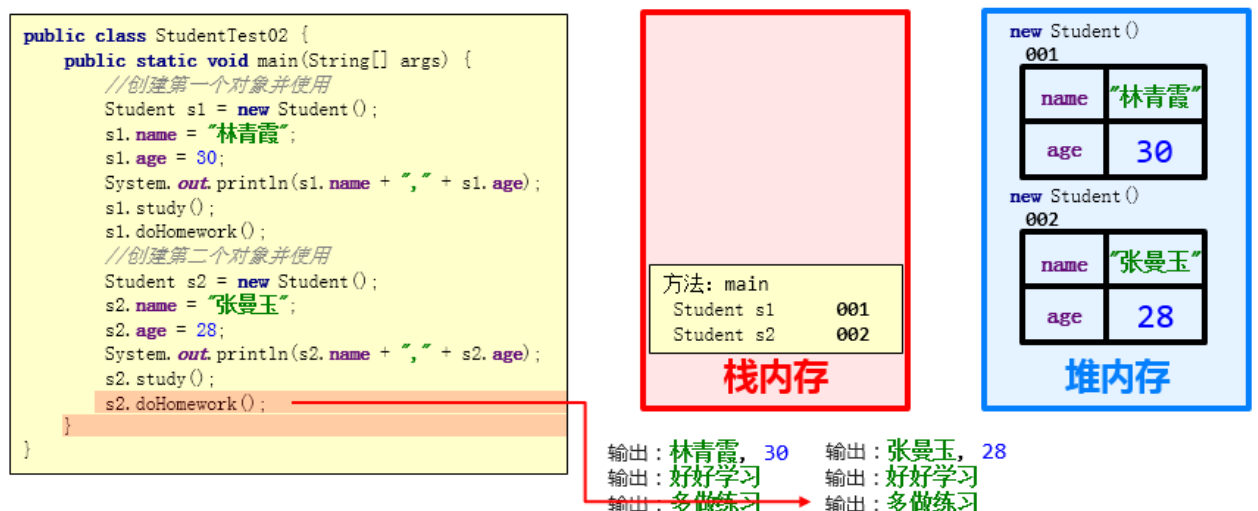 public class StudentTest02 {
public static void main(String[] args) {
//创建第一个对象并使用
Student s1 = new Student();
s1.name = "林青霞";
s1.age = 30;
System.out.println(s1.name + "," + s1.age);
s1.study();
s1.doHomework();
//创建第二个对象并使用
Student s2 = new Student();
s2.name = "张曼玉";
s2.age = 28;
System.out.println(s2.name + "," + s2.age);
s2.study();
s2.doHomework();
}
}
方法: main
Student s1 001
Student s2 002
栈内存
new Student()
001
name "林青霞"
age 30
new Student()
002
name "张曼玉"
age 28
堆内存
输出：林青霞, 30
输出：好好学习
输出：多做练习
输出：张曼玉, 28
输出：好好学习
输出：多做练习